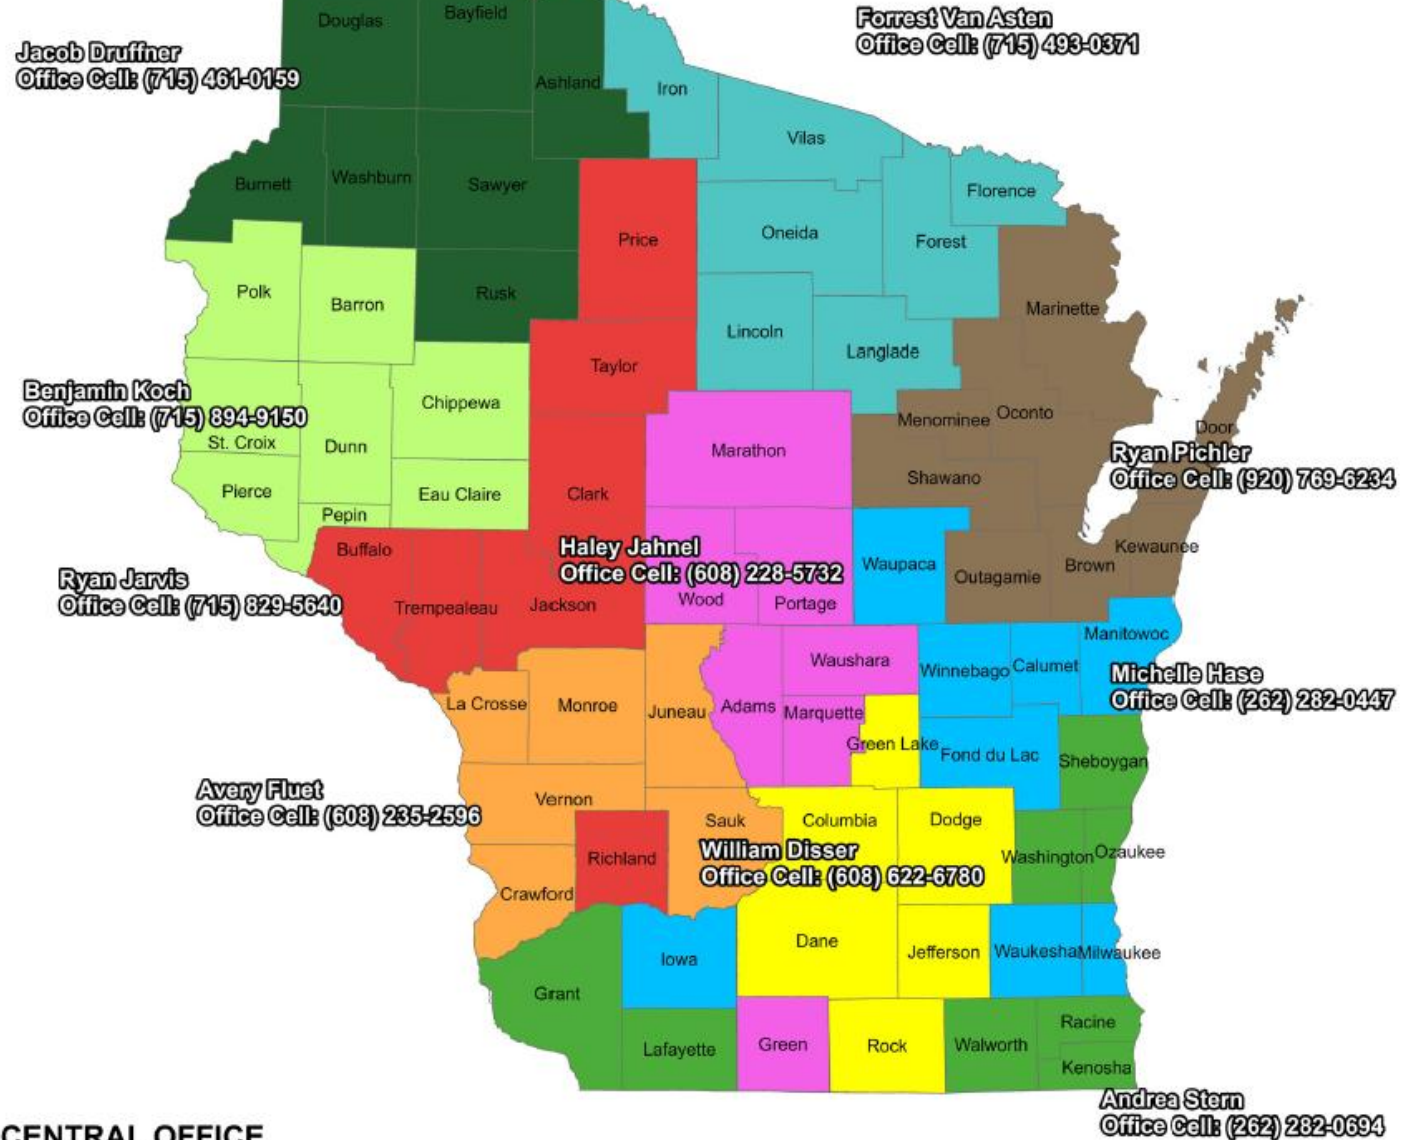 Douglas
Bayfield
Forrest Van Asten
Office Cell: (715) 493-0371
Jacob Druffner
Office Cell: (715) 461-0159
Ashland
Iron
Vilas
Burnett
Washburn
Sawyer
Florence
Price
Oneida
Forest
Polk
Barron
Rusk
Marinette
Lincoln
Langlade
Taylor
Benjamin Koch
Office Cell: (715) 894-9150
Chippewa
Menominee
Oconto
Door
St. Croix
Dunn
Marathon
Ryan Pichler
Office Cell: (920) 769-6234
Pierce
Eau Claire
Clark
Shawano
Pepin
Buffalo
Haley Jahnel
Office Cell: (608) 228-5732
Waupaca
Outagamie
Brown
Kewaunee
Ryan Jarvis
Office Cell: (715) 829-5640
Trempealeau
Jackson
Wood
Portage
Manitowoc
Waushara
Winnebago
Calumet
Michelle Hase
Office Cell: (262) 282-0447
La Crosse
Monroe
Juneau
Adams
Marquette
Green Lake
Fond du Lac
Sheboygan
Avery Fluet
Office Cell: (608) 235-2596
Vernon
Sauk
Columbia
Dodge
William Disser
Office Cell: (608) 622-6780
Richland
Washington
Ozaukee
Crawford
Dane
Jefferson
Waukesha
Milwaukee
Iowa
Grant
Lafayette
Green
Rock
Walworth
Racine
Kenosha
Andrea Stern
Office Cell: (262) 282-0694
CENTRAL OFFICE